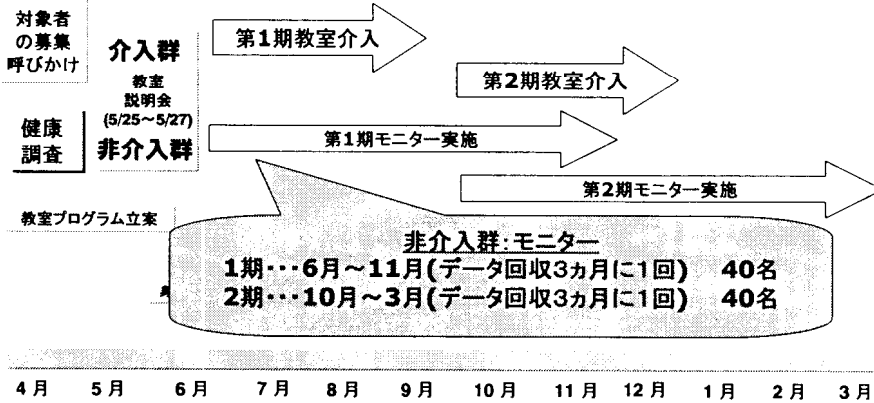 対象者
の募集
呼びかけ
介入群
教室
説明会
(5/25～5/27)
非介入群
健康
調査
第1期教室介入
第2期教室介入
第1期モニター実施
第2期モニター実施
教室プログラム立案
非介入群:モニター
1期･･･6月～11月(データ回収3ヵ月に1回) 40名
2期･･･10月～3月(データ回収3ヵ月に1回) 40名
4月 5月 6月 7月 8月 9月 10月 11月 12月 1月 2月 3月